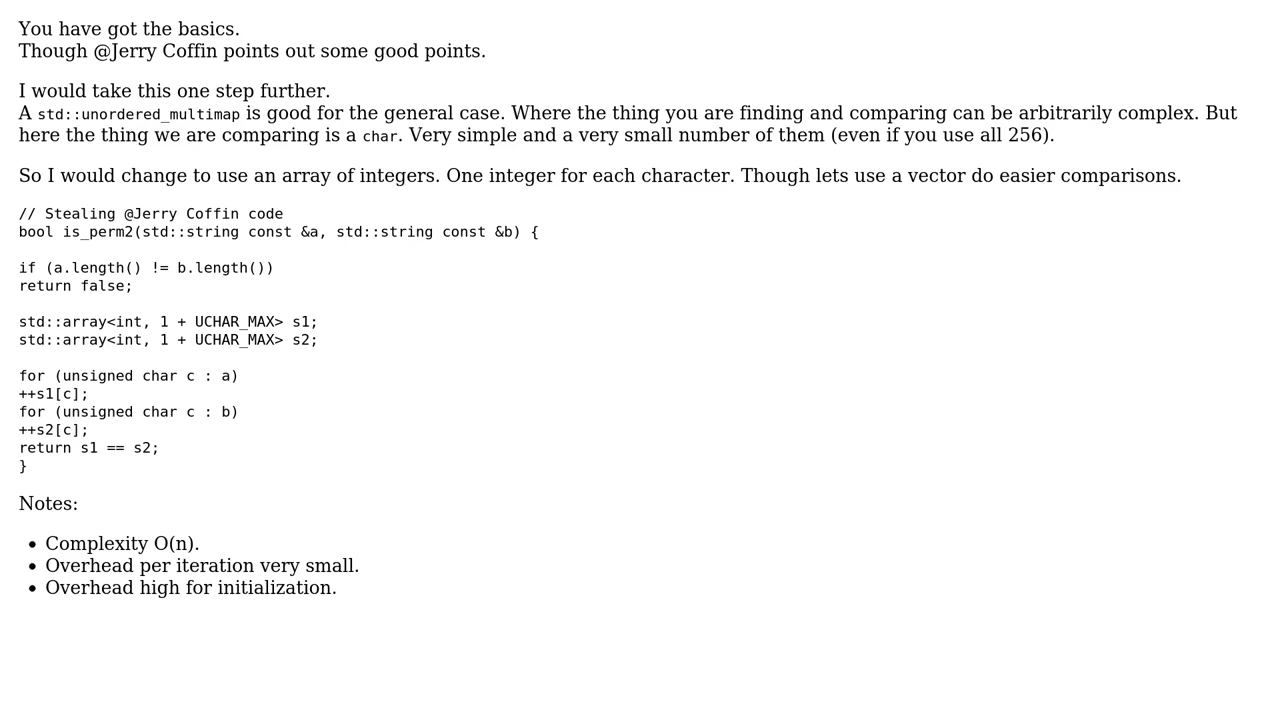 You have got the basics.
Though @Jerry Coffin points out some good points.
I would take this one step further.
A std::unordered_multimap is good for the general case. Where the thing you are finding and comparing can be arbitrarily complex. But
here the thing we are comparing is a char. Very simple and a very small number of them (even if you use all 256).
So I would change to use an array of integers. One integer for each character. Though lets use a vector do easier comparisons.
// Stealing @Jerry Coffin code
bool is_perm2(std::string const &a, std::string const &b) {
if (a.length() != b.length())
return false;
std::array<int, 1 + UCHAR_MAX> s1;
std::array<int, 1 + UCHAR_MAX> s2;
for (unsigned char c : a)
++s1[c];
for (unsigned char c : b)
++s2[c];
return s1 == s2;
}
Notes:
• Complexity O(n).
• Overhead per iteration very small.
• Overhead high for initialization.